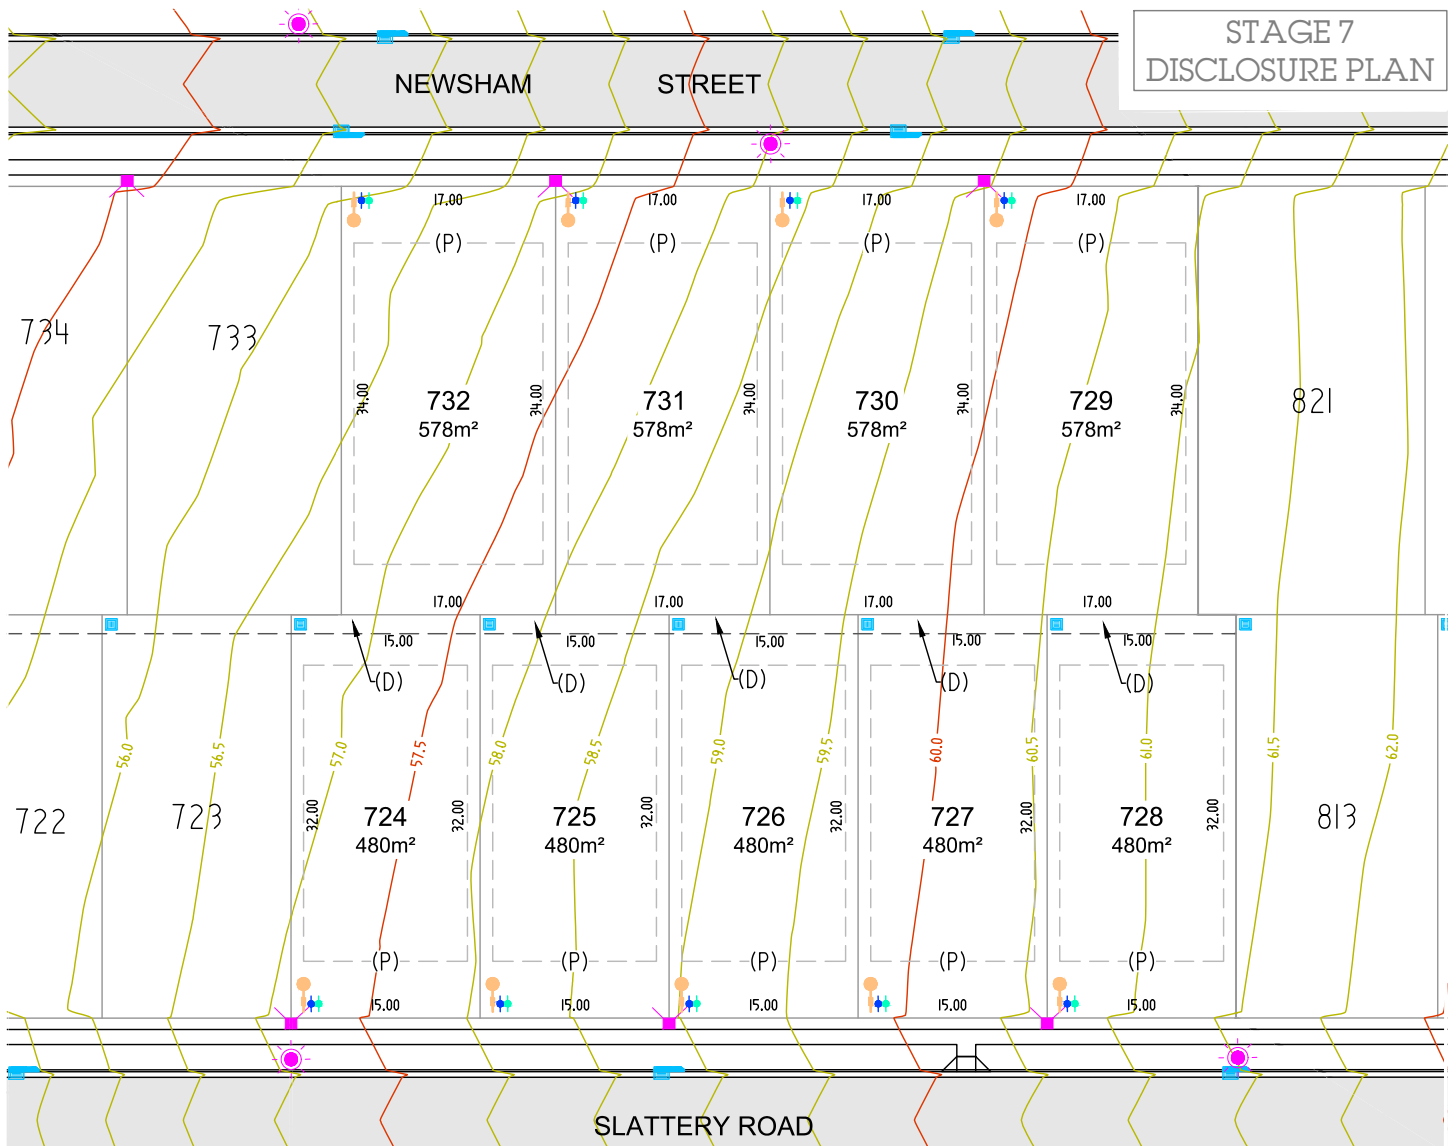 STAGE 7
DISCLOSURE PLAN
NEWSHAM STREET
17.00 17.00 17.00 17.00
(P) (P) (P) (P)
734 733
34.00 34.00 34.00 34.00 34.00
732 731 730 729 821
578m² 578m² 578m² 578m²
17.00 17.00 17.00 17.00
15.00 15.00 15.00 15.00 15.00
(D) (D) (D) (D) (D)
56.0 56.5 57.0 57.5 58.0 58.5 59.0 59.5 60.0 60.5 61.0 61.5 62.0
722 723 724 725 726 727 728 813
32.00 32.00 32.00 32.00 32.00 32.00
480m² 480m² 480m² 480m² 480m²
(P) (P) (P) (P) (P)
15.00 15.00 15.00 15.00 15.00
SLATTERY ROAD